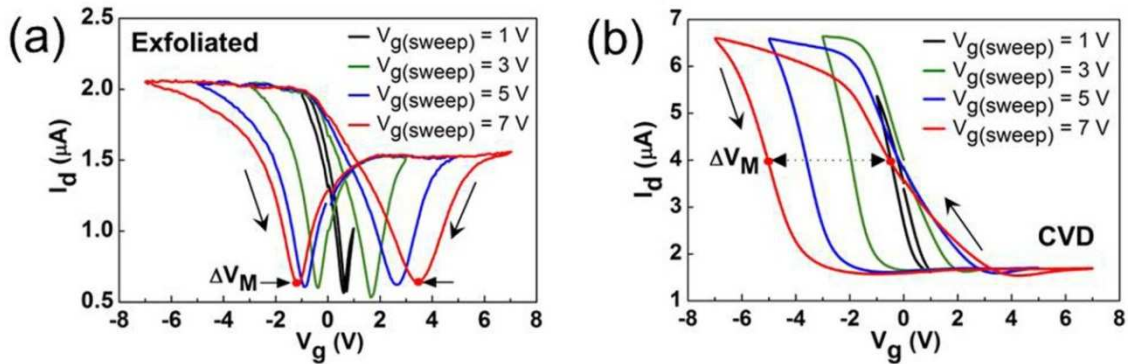 (a)
Exfoliated
V_g(sweep) = 1 V
V_g(sweep) = 3 V
V_g(sweep) = 5 V
V_g(sweep) = 7 V
I_d (μA)
2.5
2.0
1.5
1.0
0.5
ΔV_M
-8 -6 -4 -2 0 2 4 6 8
V_g (V)
(b)
V_g(sweep) = 1 V
V_g(sweep) = 3 V
V_g(sweep) = 5 V
V_g(sweep) = 7 V
I_d (μA)
7
6
5
4
3
2
1
ΔV_M
CVD
-8 -6 -4 -2 0 2 4 6 8
V_g (V)